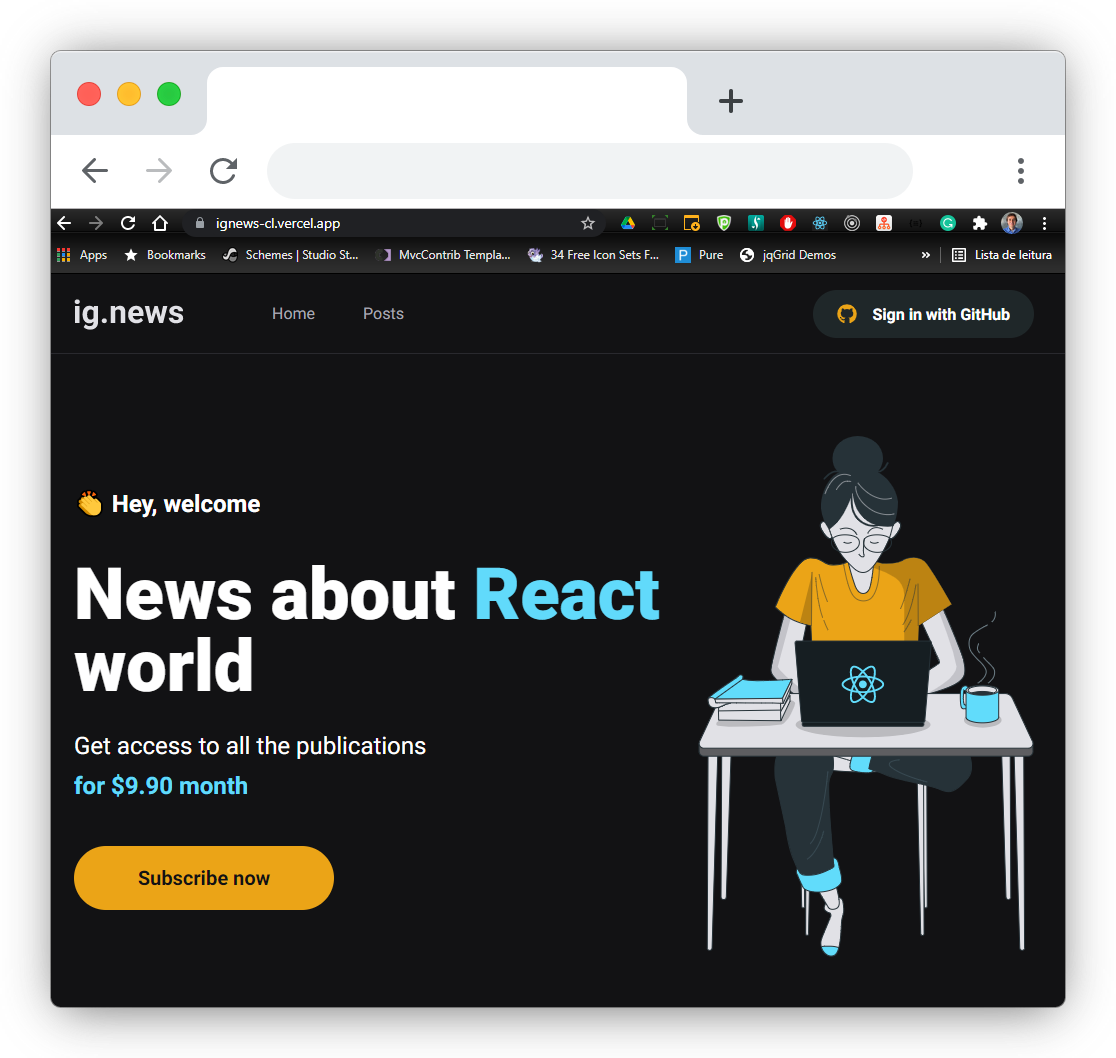 ignews-cl.vercel.app
Apps Bookmarks Schemes | Studio St... MvcContrib Templa... 34 Free Icon Sets F... Pure jqGrid Demos » Lista de leitura
ig.news Home Posts Sign in with GitHub
👏 Hey, welcome
News about React
world
Get access to all the publications
for $9.90 month
Subscribe now